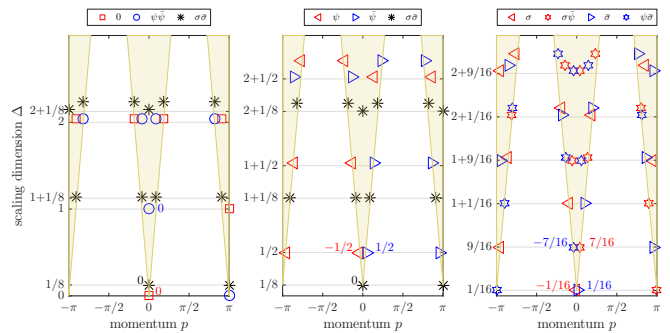 0 ψψ̄ σσ̄
ψ ψ̄ σσ̄
σ σψ̄ σ̄ ψσ̄
scaling dimension Δ
2+1/8
2
1+1/8
1
1/8
0
0
0
0
−π −π/2 0 π/2 π
momentum p
2+1/2
2+1/8
1+1/2
1+1/8
1/2
1/8
−1/2 1/2
0
−π −π/2 0 π/2 π
momentum p
2+9/16
2+1/16
1+9/16
1+1/16
9/16
1/16
−7/16 7/16
−1/16 1/16
−π −π/2 0 π/2 π
momentum p